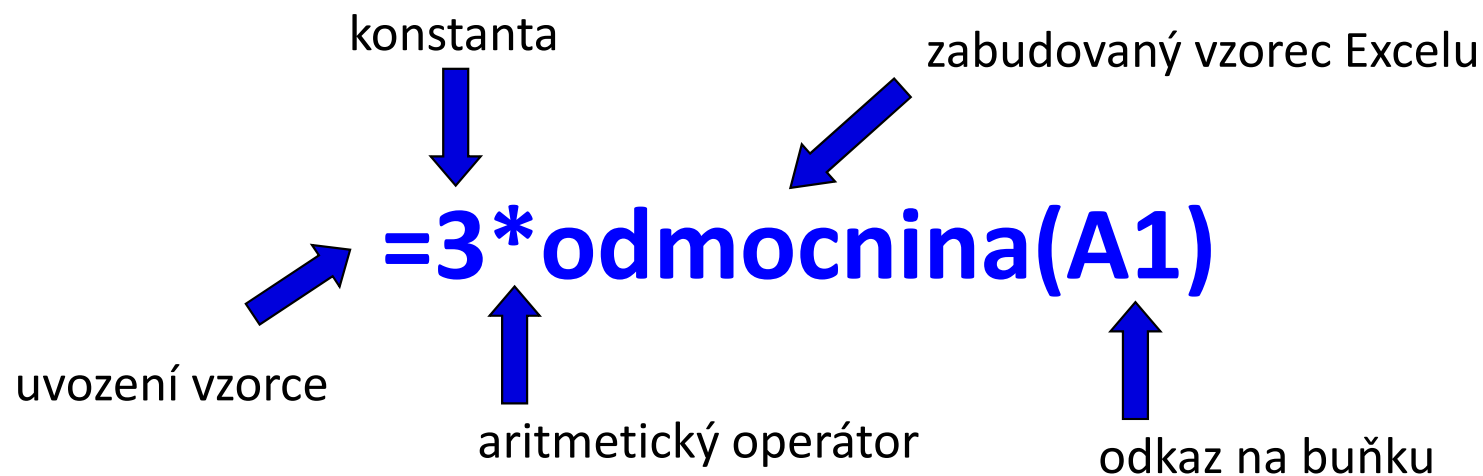 konstanta
zabudovaný vzorec Excelu
=3*odmocnina(A1)
uvození vzorce
aritmetický operátor
odkaz na buňku